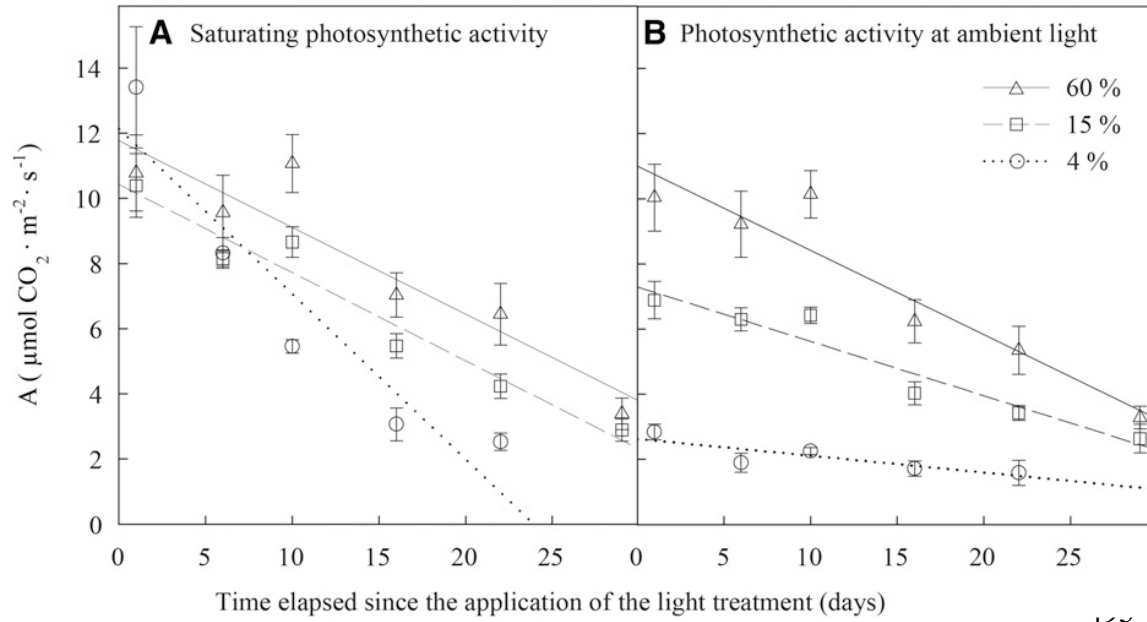 A Saturating photosynthetic activity
B Photosynthetic activity at ambient light
60 %
15 %
4 %
A ( µmol CO₂ · m⁻² · s⁻¹)
14
12
10
8
6
4
2
0
0 5 10 15 20 25
0 5 10 15 20 25
Time elapsed since the application of the light treatment (days)